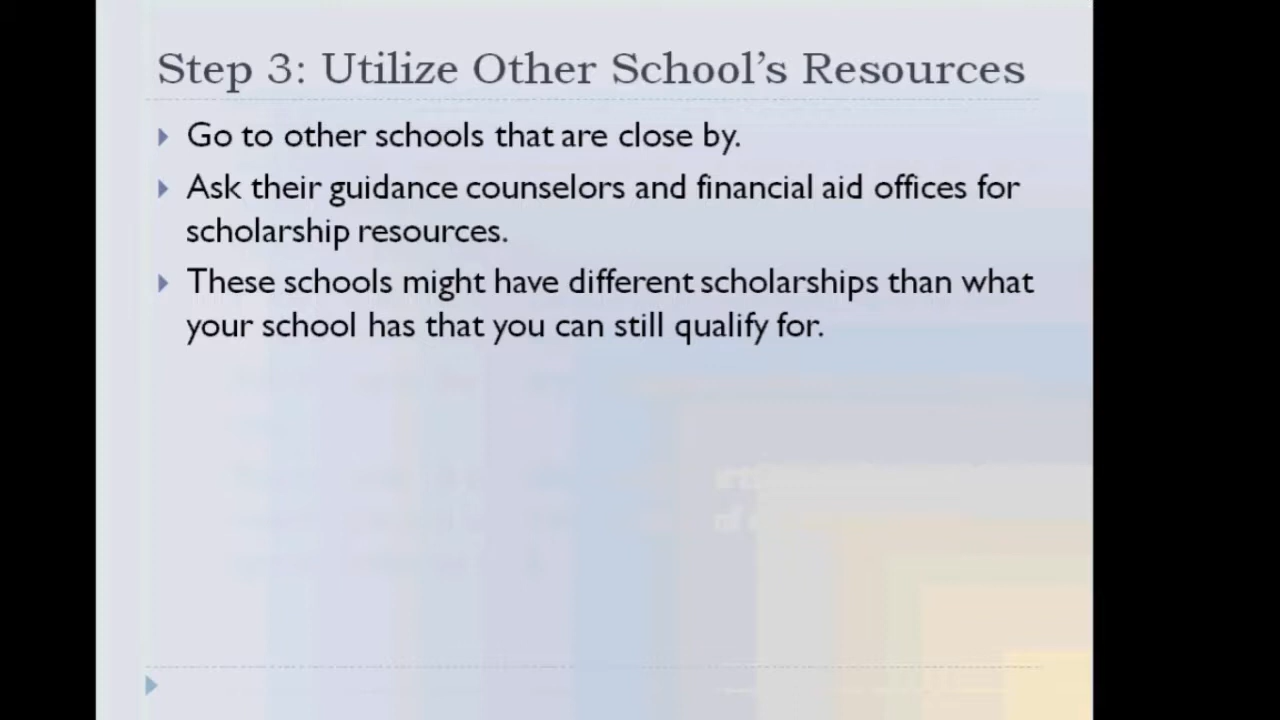 Step 3: Utilize Other School's Resources
Go to other schools that are close by.
Ask their guidance counselors and financial aid offices for
scholarship resources.
These schools might have different scholarships than what
your school has that you can still qualify for.